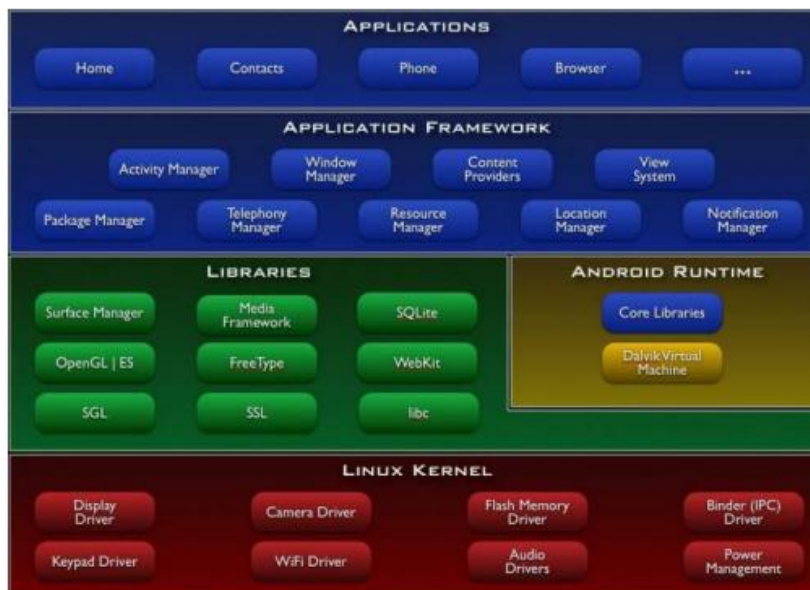 APPLICATIONS
Home
Contacts
Phone
Browser
...
APPLICATION FRAMEWORK
Activity Manager
Window
Manager
Content
Providers
View
System
Package Manager
Telephony
Manager
Resource
Manager
Location
Manager
Notification
Manager
LIBRARIES
Surface Manager
Media
Framework
SQLite
OpenGL | ES
FreeType
WebKit
SGL
SSL
libc
ANDROID RUNTIME
Core Libraries
Dalvik Virtual
Machine
LINUX KERNEL
Display
Driver
Camera Driver
Flash Memory
Driver
Binder (IPC)
Driver
Keypad Driver
WiFi Driver
Audio
Drivers
Power
Management